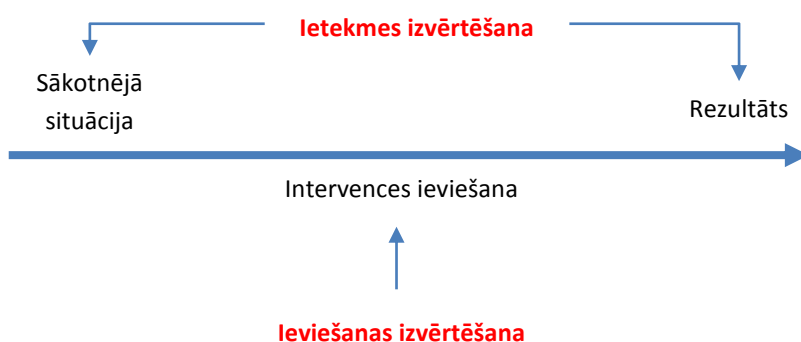 Ietekmes izvērtēšana
Sākotnējā
situācija
Rezultāts
Intervences ieviešana
Ieviešanas izvērtēšana